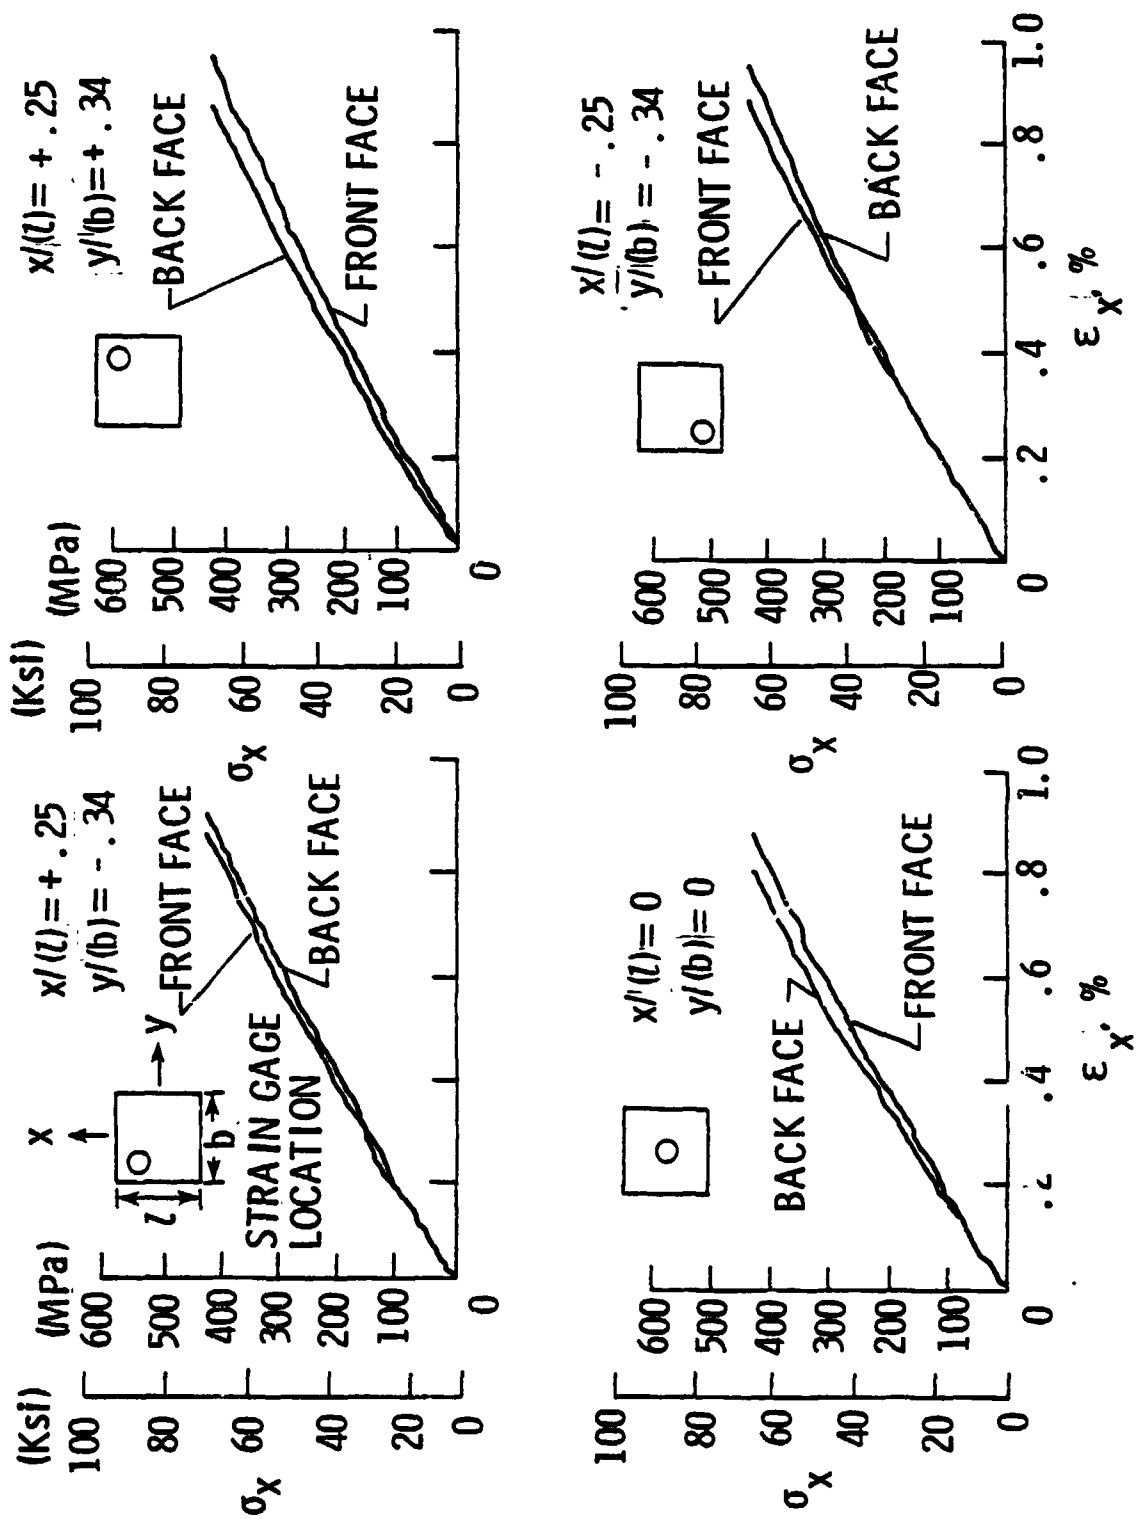 (Ksi)
(MPa)
100
80
60
40
20
0
σx
600
500
400
300
200
100
0
x
l
b
y
STRAIN GAGE
LOCATION
x/(l)=+.25
y/(b)=-.34
FRONT FACE
BACK FACE
(Ksi)
(MPa)
100
80
60
40
20
0
σx
600
500
400
300
200
100
0
x/(l)=+.25
y/(b)=+.34
BACK FACE
FRONT FACE
100
80
60
40
20
0
σx
600
500
400
300
200
100
0
x/(l)=0
y/(b)=0
BACK FACE
FRONT FACE
.2
.4
.6
.8
1.0
εx, %
100
80
60
40
20
0
σx
600
500
400
300
200
100
0
x/(l)=-.25
y/(b)=-.34
FRONT FACE
BACK FACE
.2
.4
.6
.8
1.0
εx, %